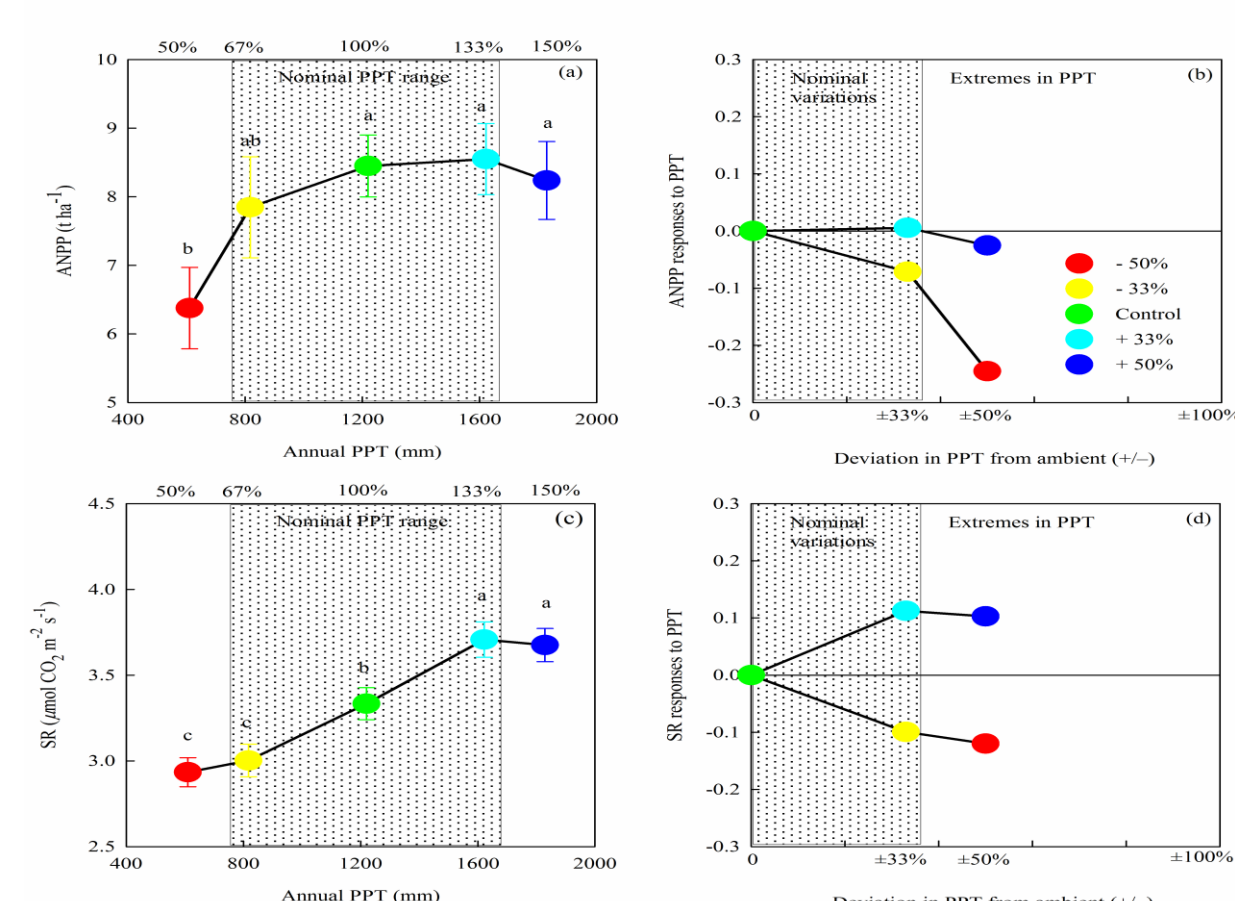 50% 67% 100% 133% 150%
10
9
8
7
6
5
ANPP (t ha-1)
Nominal PPT range
(a)
b
ab
a
a
a
400 800 1200 1600 2000
Annual PPT (mm)
0.3
0.2
0.1
0.0
-0.1
-0.2
-0.3
ANPP responses to PPT
Nominal
variations
Extremes in PPT
(b)
- 50%
- 33%
Control
+ 33%
+ 50%
0 ±33% ±50% ±100%
Deviation in PPT from ambient (+/–)
50% 67% 100% 133% 150%
4.5
4.0
3.5
3.0
2.5
SR (μmol CO2 m-2 s-1)
Nominal PPT range
(c)
c
c
b
a
a
400 800 1200 1600 2000
Annual PPT (mm)
0.3
0.2
0.1
0.0
-0.1
-0.2
-0.3
SR responses to PPT
Nominal
variations
Extremes in PPT
(d)
0 ±33% ±50% ±100%
Deviation in PPT from ambient (+/–)